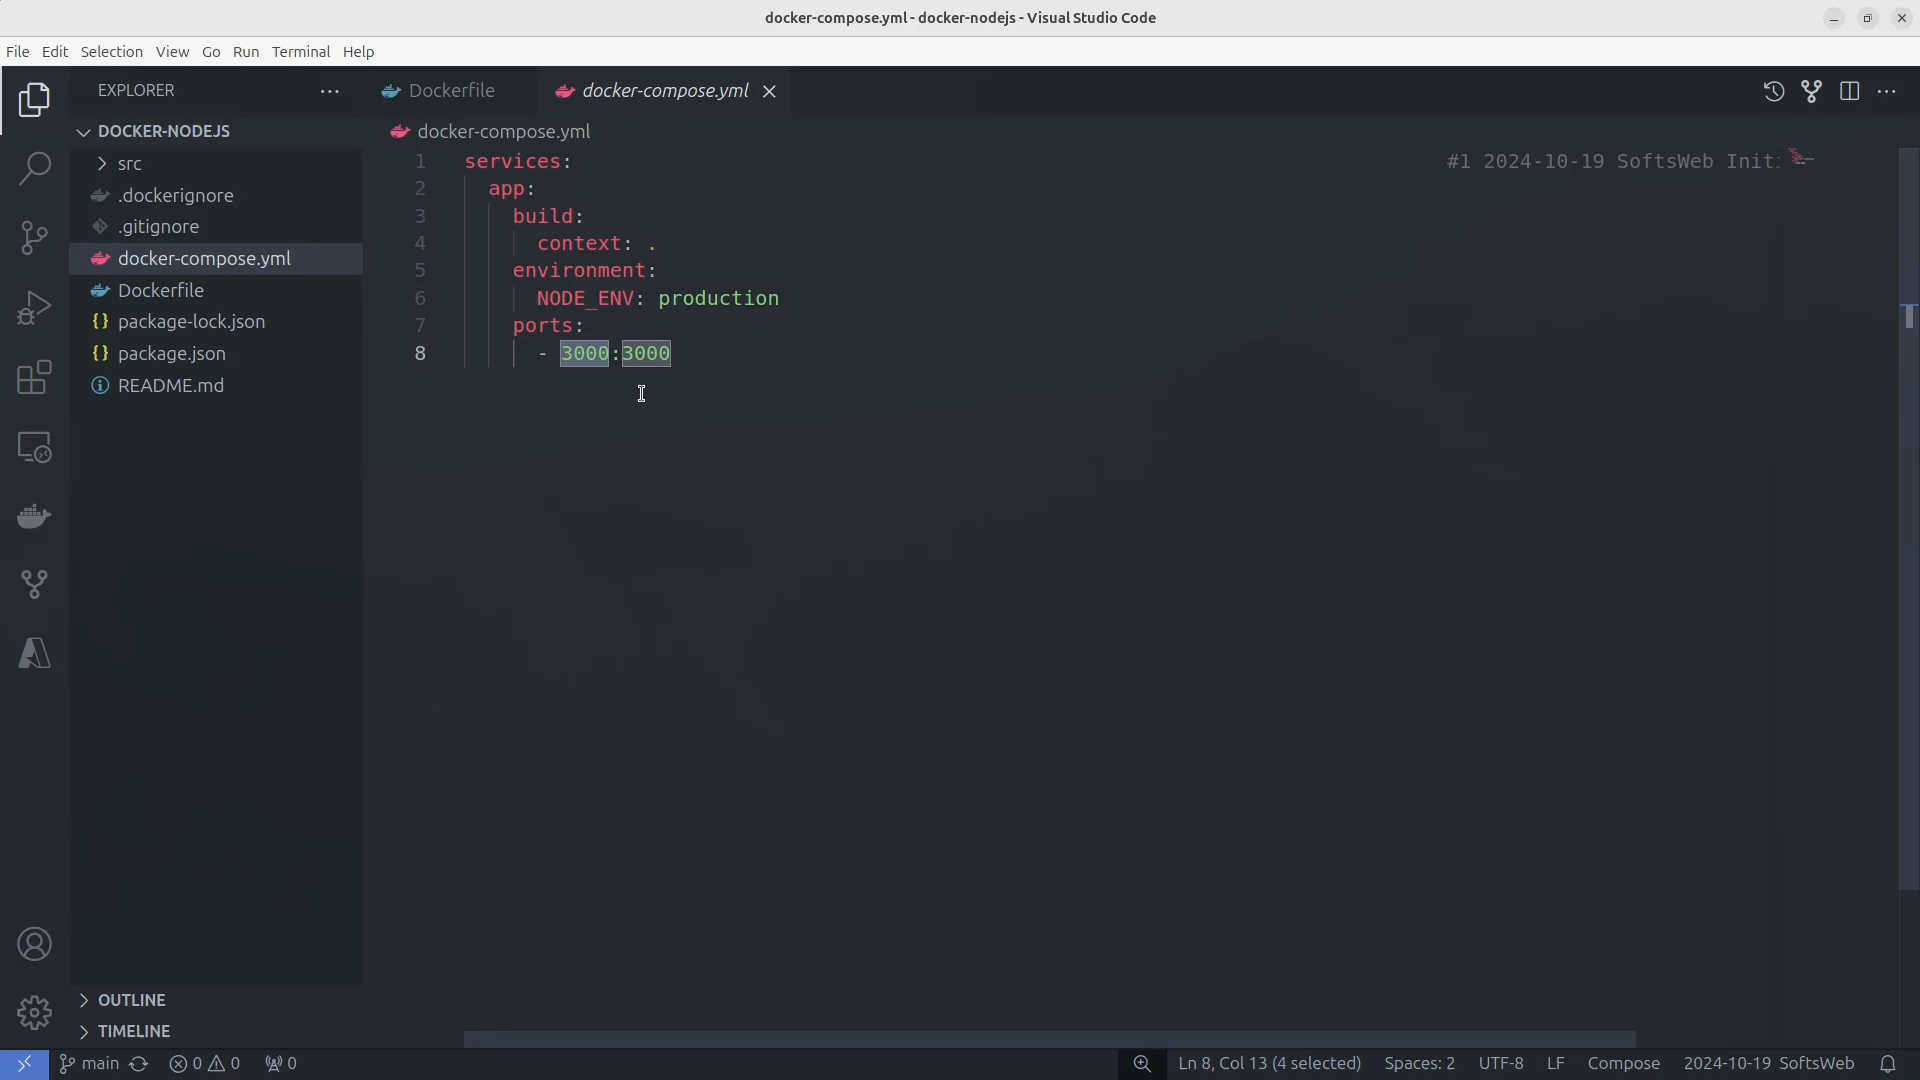 docker-compose.yml - docker-nodejs - Visual Studio Code
File Edit Selection View Go Run Terminal Help
EXPLORER
Dockerfile
docker-compose.yml
DOCKER-NODEJS
src
.dockerignore
.gitignore
docker-compose.yml
Dockerfile
package-lock.json
package.json
README.md
OUTLINE
TIMELINE
docker-compose.yml
1 services: #1 2024-10-19 SoftsWeb Init:
2 app:
3 build:
4 context: .
5 environment:
6 NODE_ENV: production
7 ports:
8 - 3000:3000
main 0 0 0 Ln 8, Col 13 (4 selected) Spaces: 2 UTF-8 LF Compose 2024-10-19 SoftsWeb